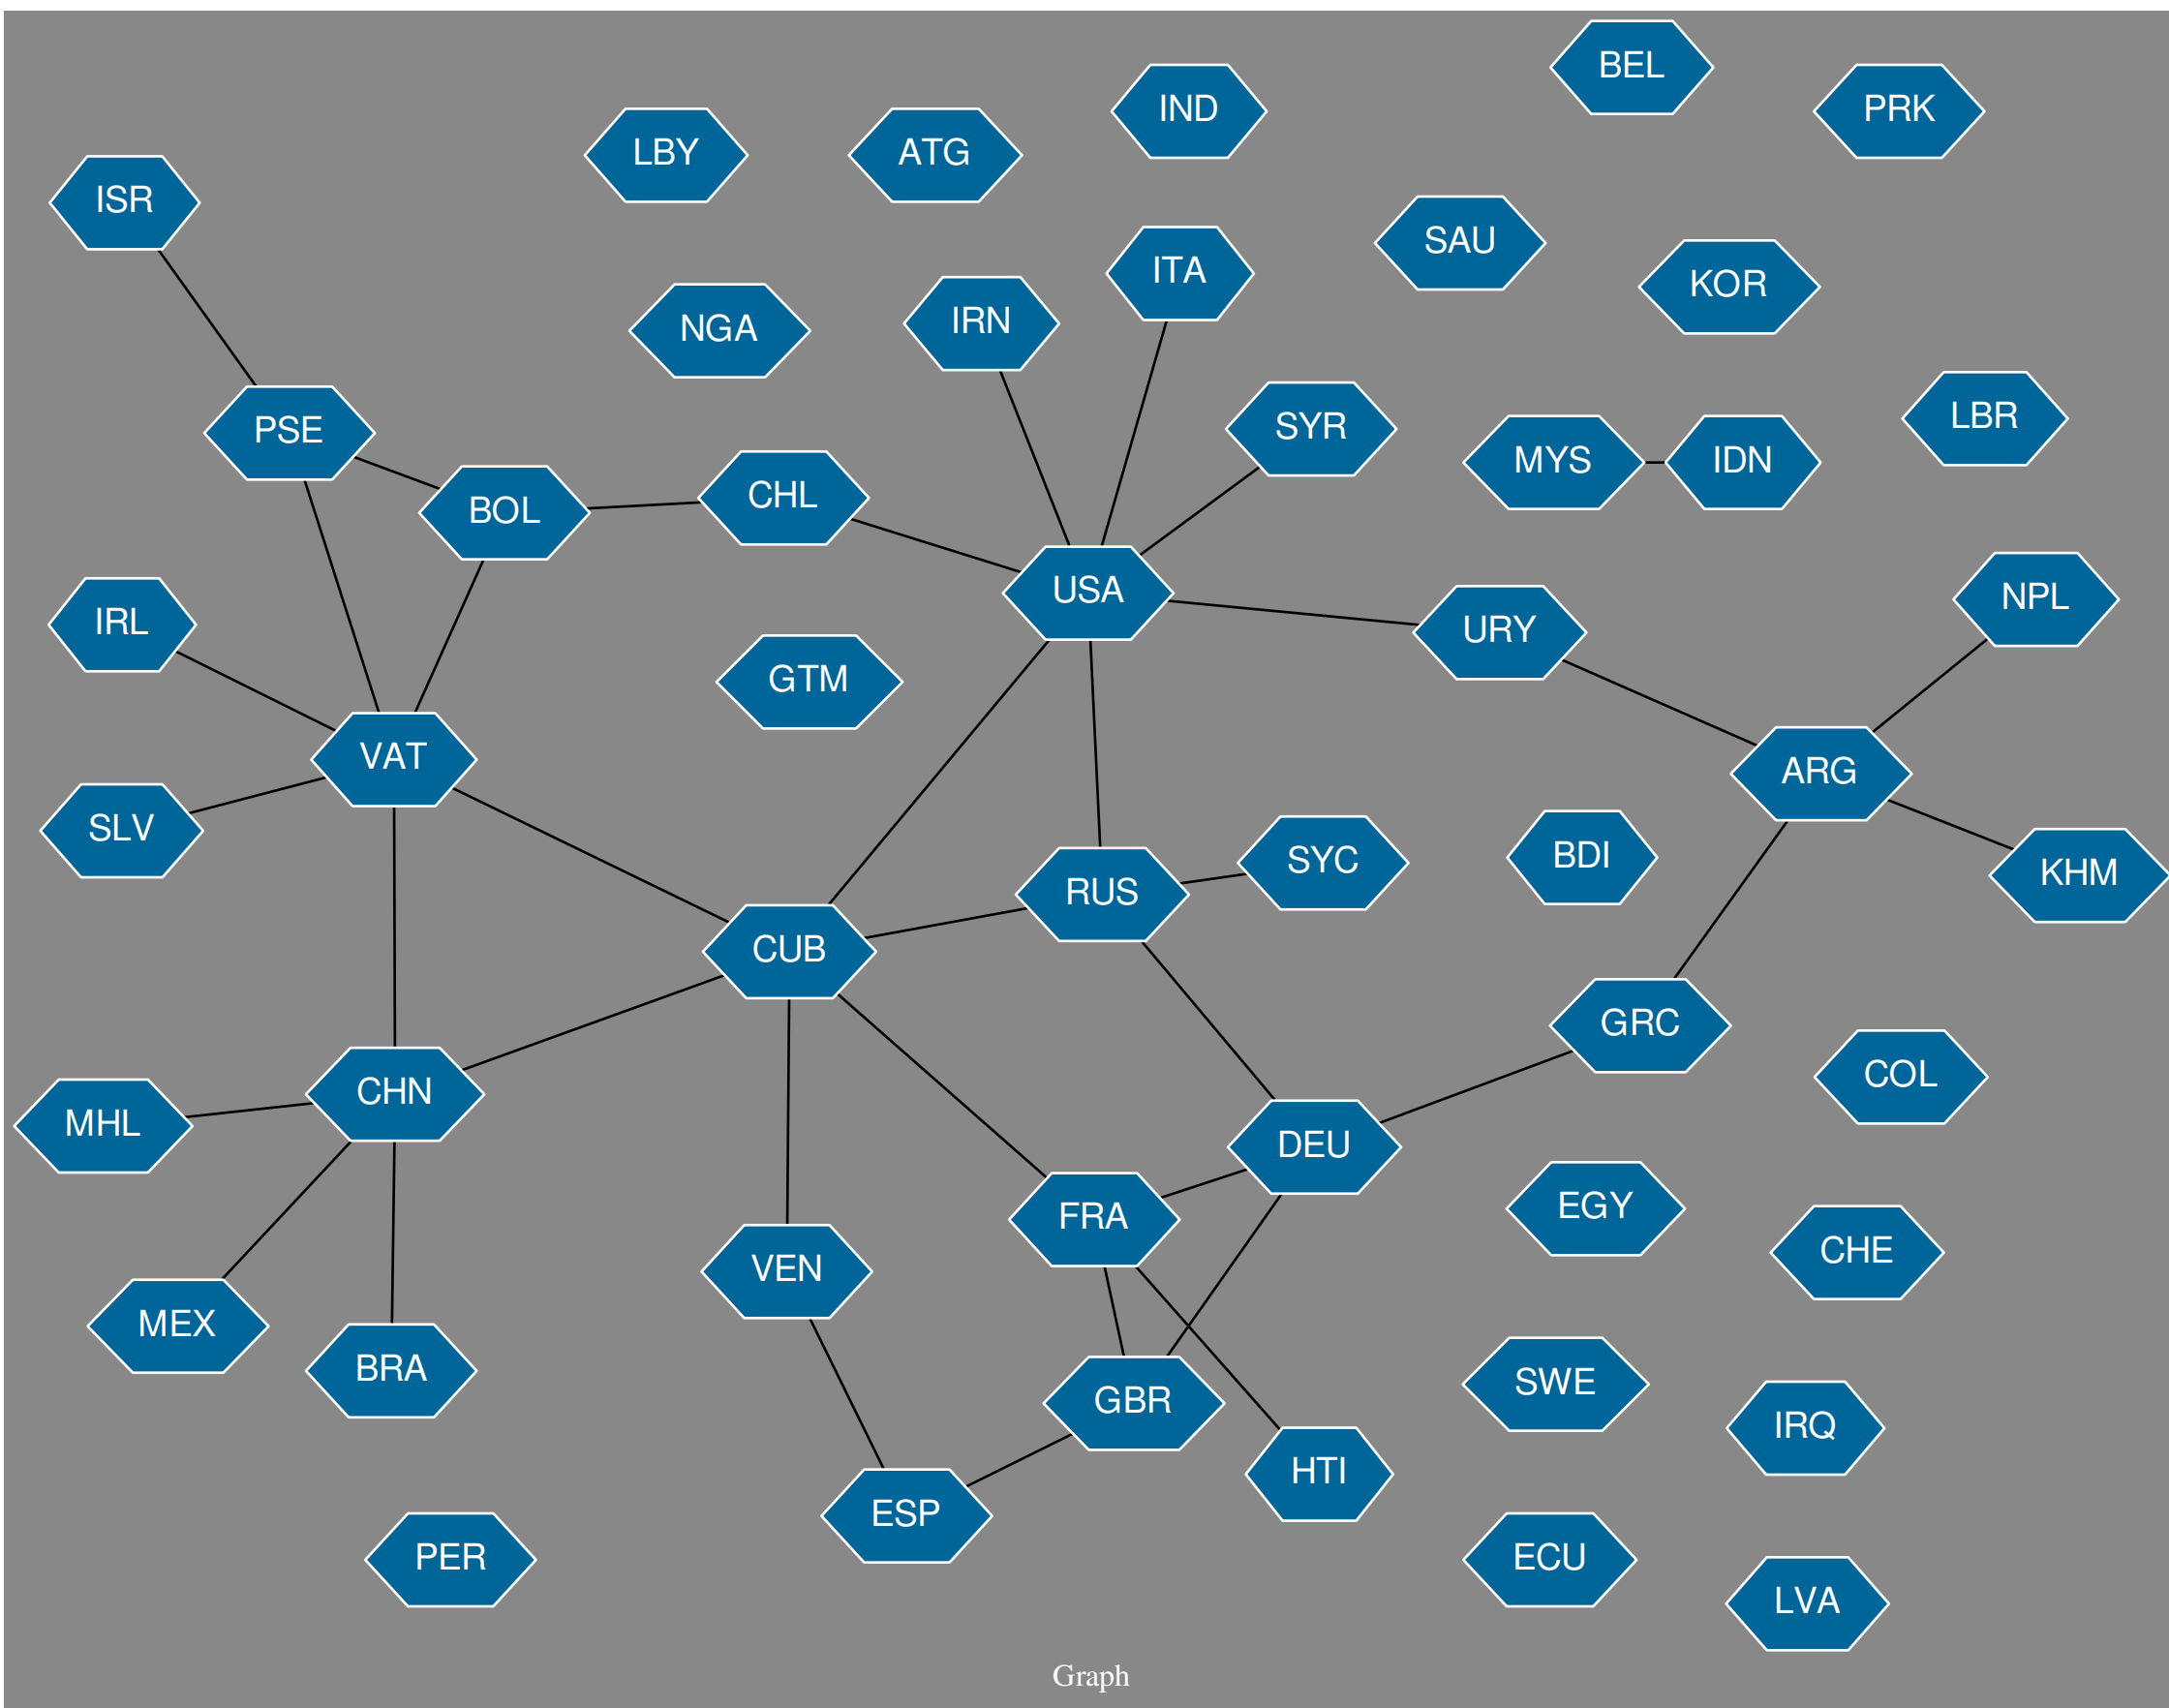 BEL
IND
PRK
LBY
ATG
ISR
SAU
ITA
KOR
IRN
NGA
LBR
SYR
PSE
MYS
IDN
CHL
BOL
USA
NPL
IRL
URY
GTM
VAT
ARG
SLV
BDI
SYC
KHM
RUS
CUB
GRC
COL
CHN
MHL
DEU
EGY
FRA
CHE
VEN
MEX
BRA
SWE
GBR
IRQ
HTI
ESP
PER
ECU
LVA
Graph